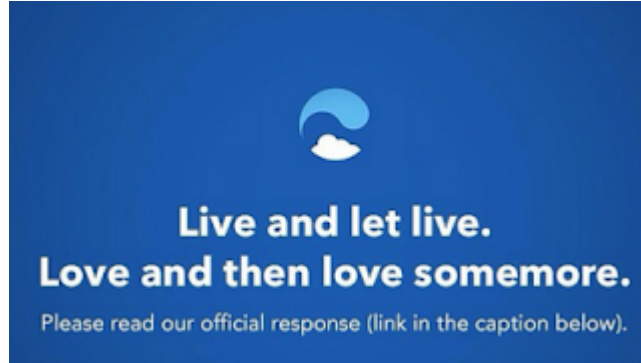 Live and let live.
Love and then love somemore.
Please read our official response (link in the caption below).